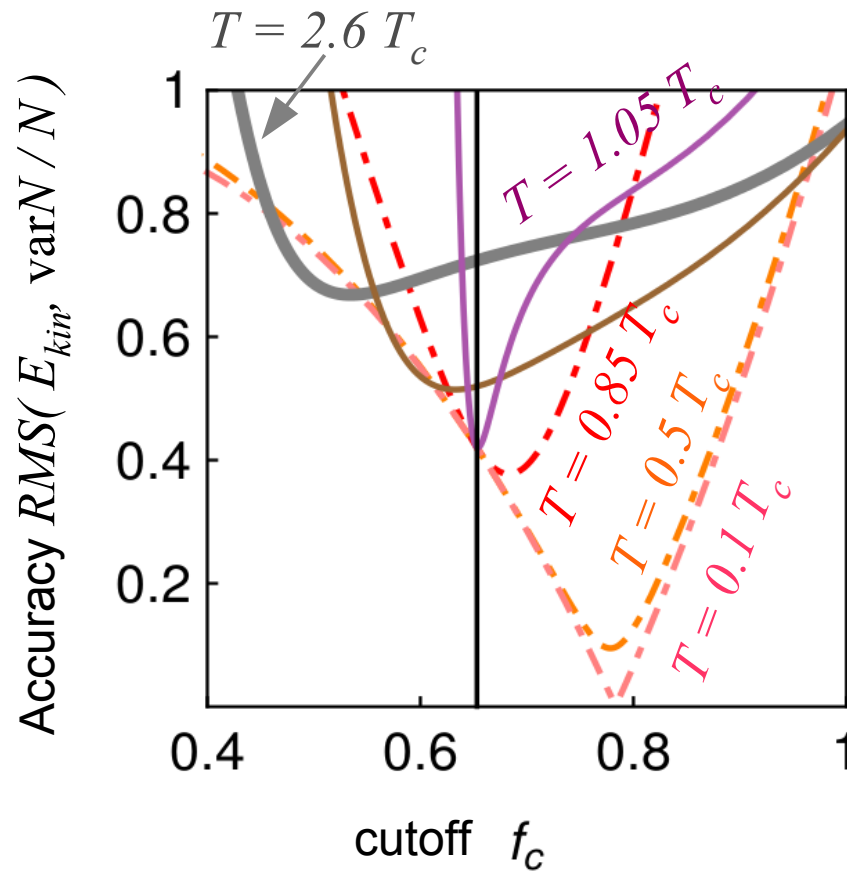 T = 2.6 T_c
Accuracy RMS( E_kin, varN / N )
1
0.8
0.6
0.4
0.2
T = 1.05 T_c
T = 0.85 T_c
T = 0.5 T_c
T = 0.1 T_c
0.4 0.6 0.8 1
cutoff f_c